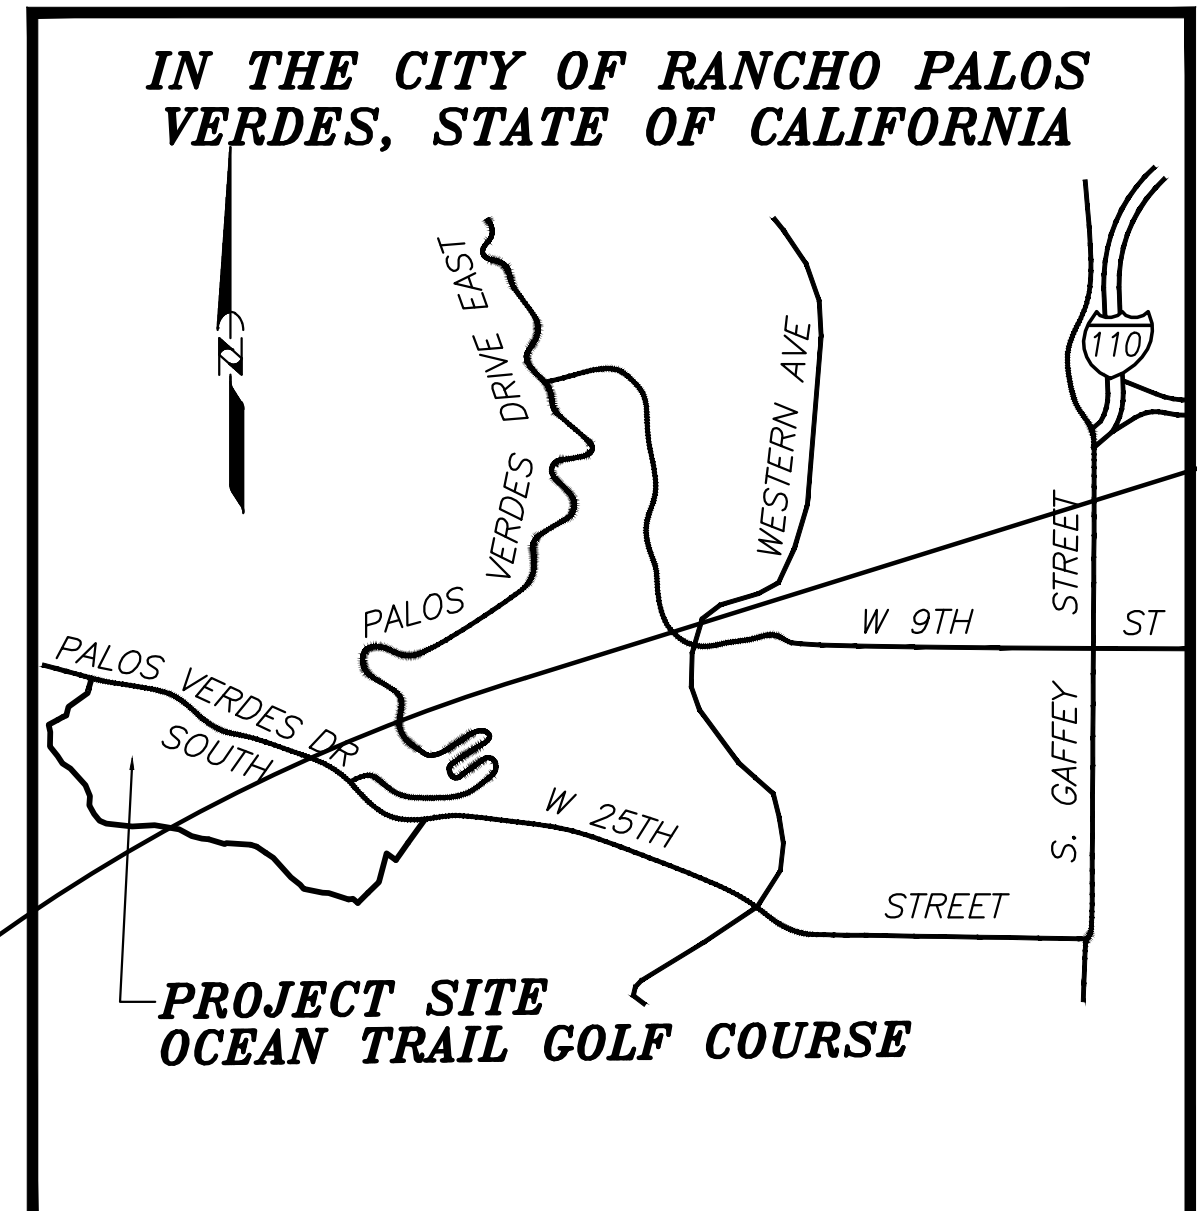 IN THE CITY OF RANCHO PALOS
VERDES, STATE OF CALIFORNIA
N
PALOS VERDES DRIVE EAST
WESTERN AVE
110
W 9TH ST
S. GAFFEY STREET
PALOS VERDES DR
SOUTH
W 25TH STREET
PROJECT SITE
OCEAN TRAIL GOLF COURSE